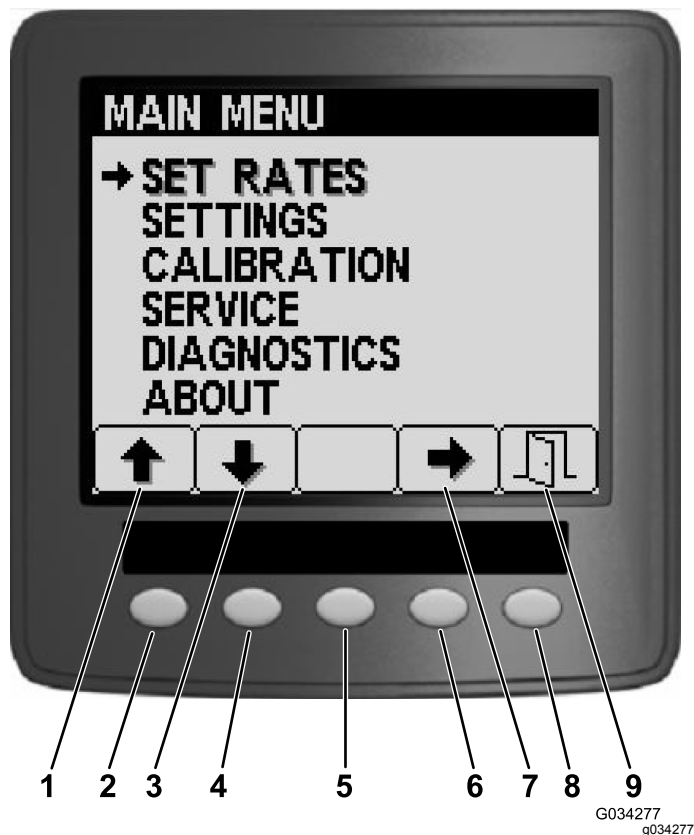 MAIN MENU
SET RATES
SETTINGS
CALIBRATION
SERVICE
DIAGNOSTICS
ABOUT
1 2 3 4 5 6 7 8 9
G034277
g034277